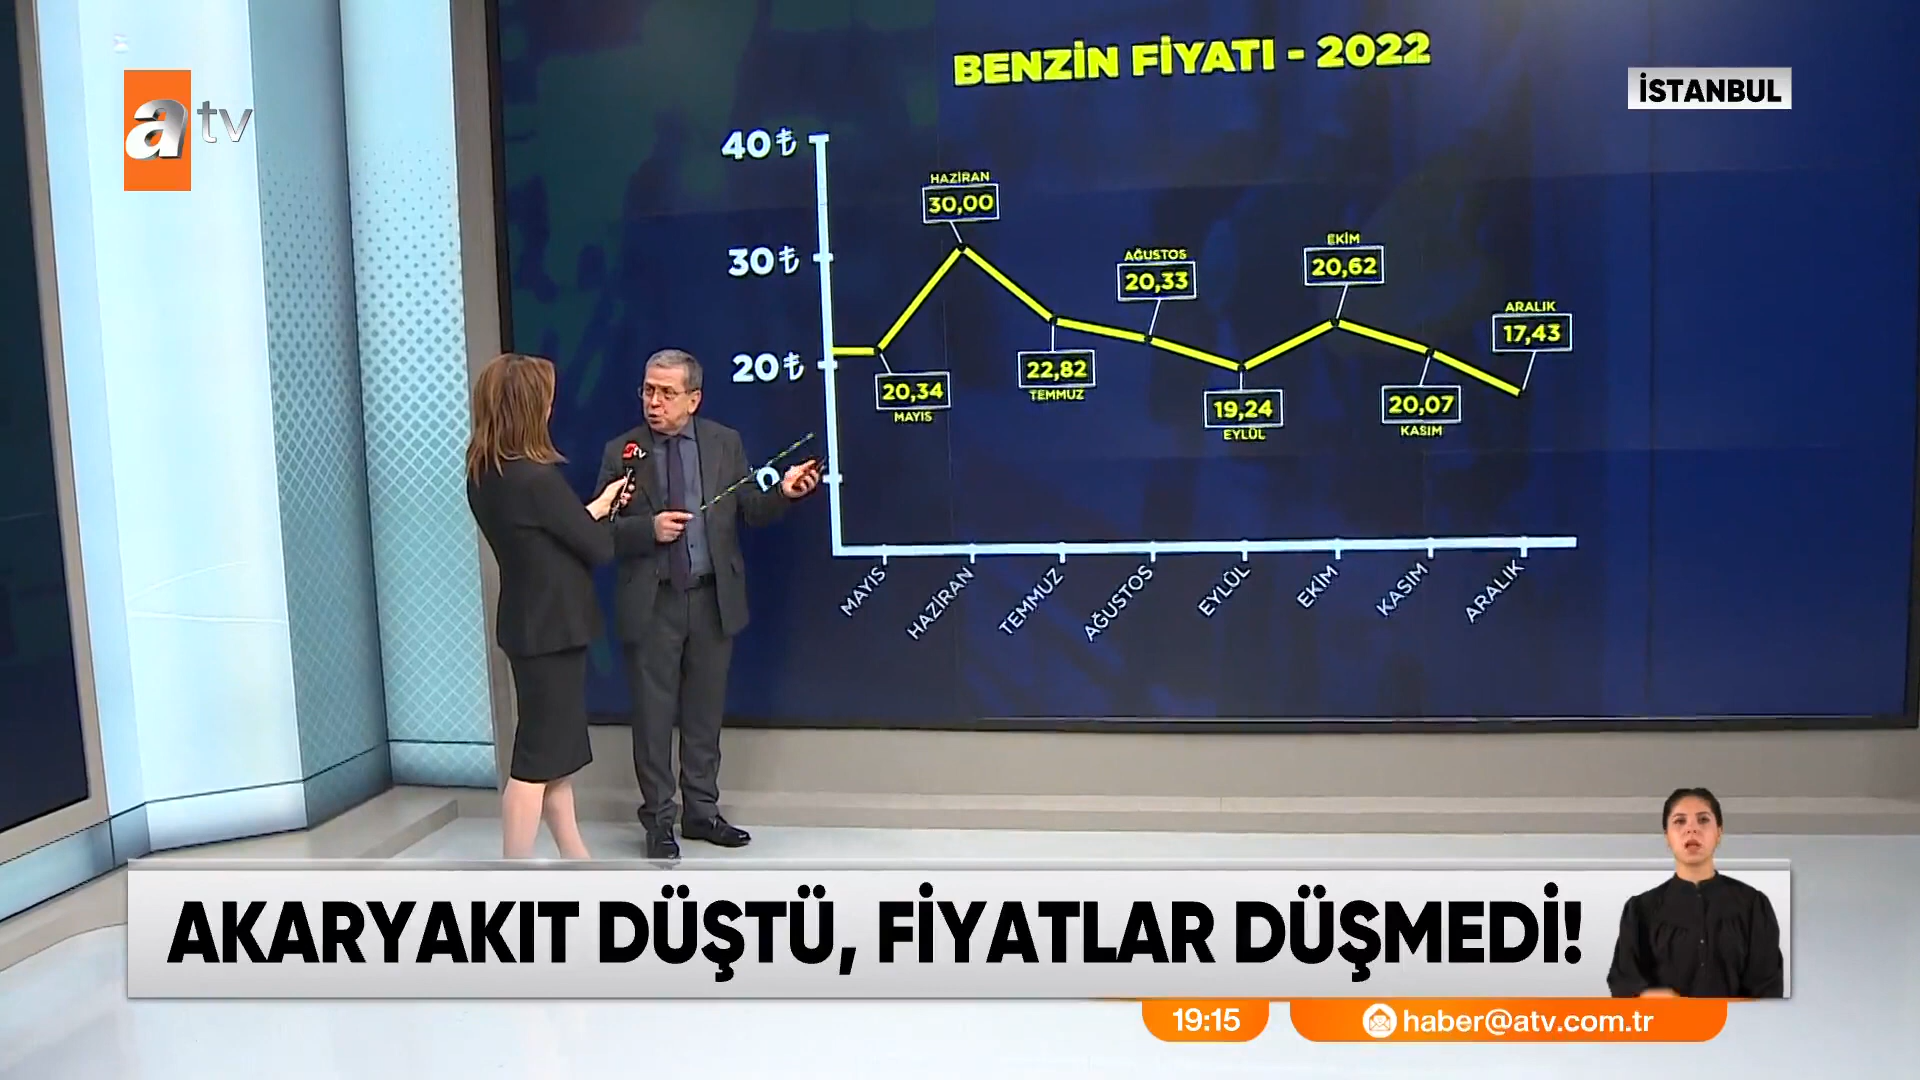 BENZİN FİYATI - 2022
İSTANBUL
a tv
40₺
30₺
20₺
HAZİRAN
30,00
20,34
MAYIS
22,82
TEMMUZ
AĞUSTOS
20,33
19,24
EYLÜL
EKİM
20,62
20,07
KASIM
ARALIK
17,43
MAYIS
HAZİRAN
TEMMUZ
AĞUSTOS
EYLÜL
EKİM
KASIM
ARALIK
atv
AKARYAKIT DÜŞTÜ, FİYATLAR DÜŞMEDİ!
19:15
haber@atv.com.tr